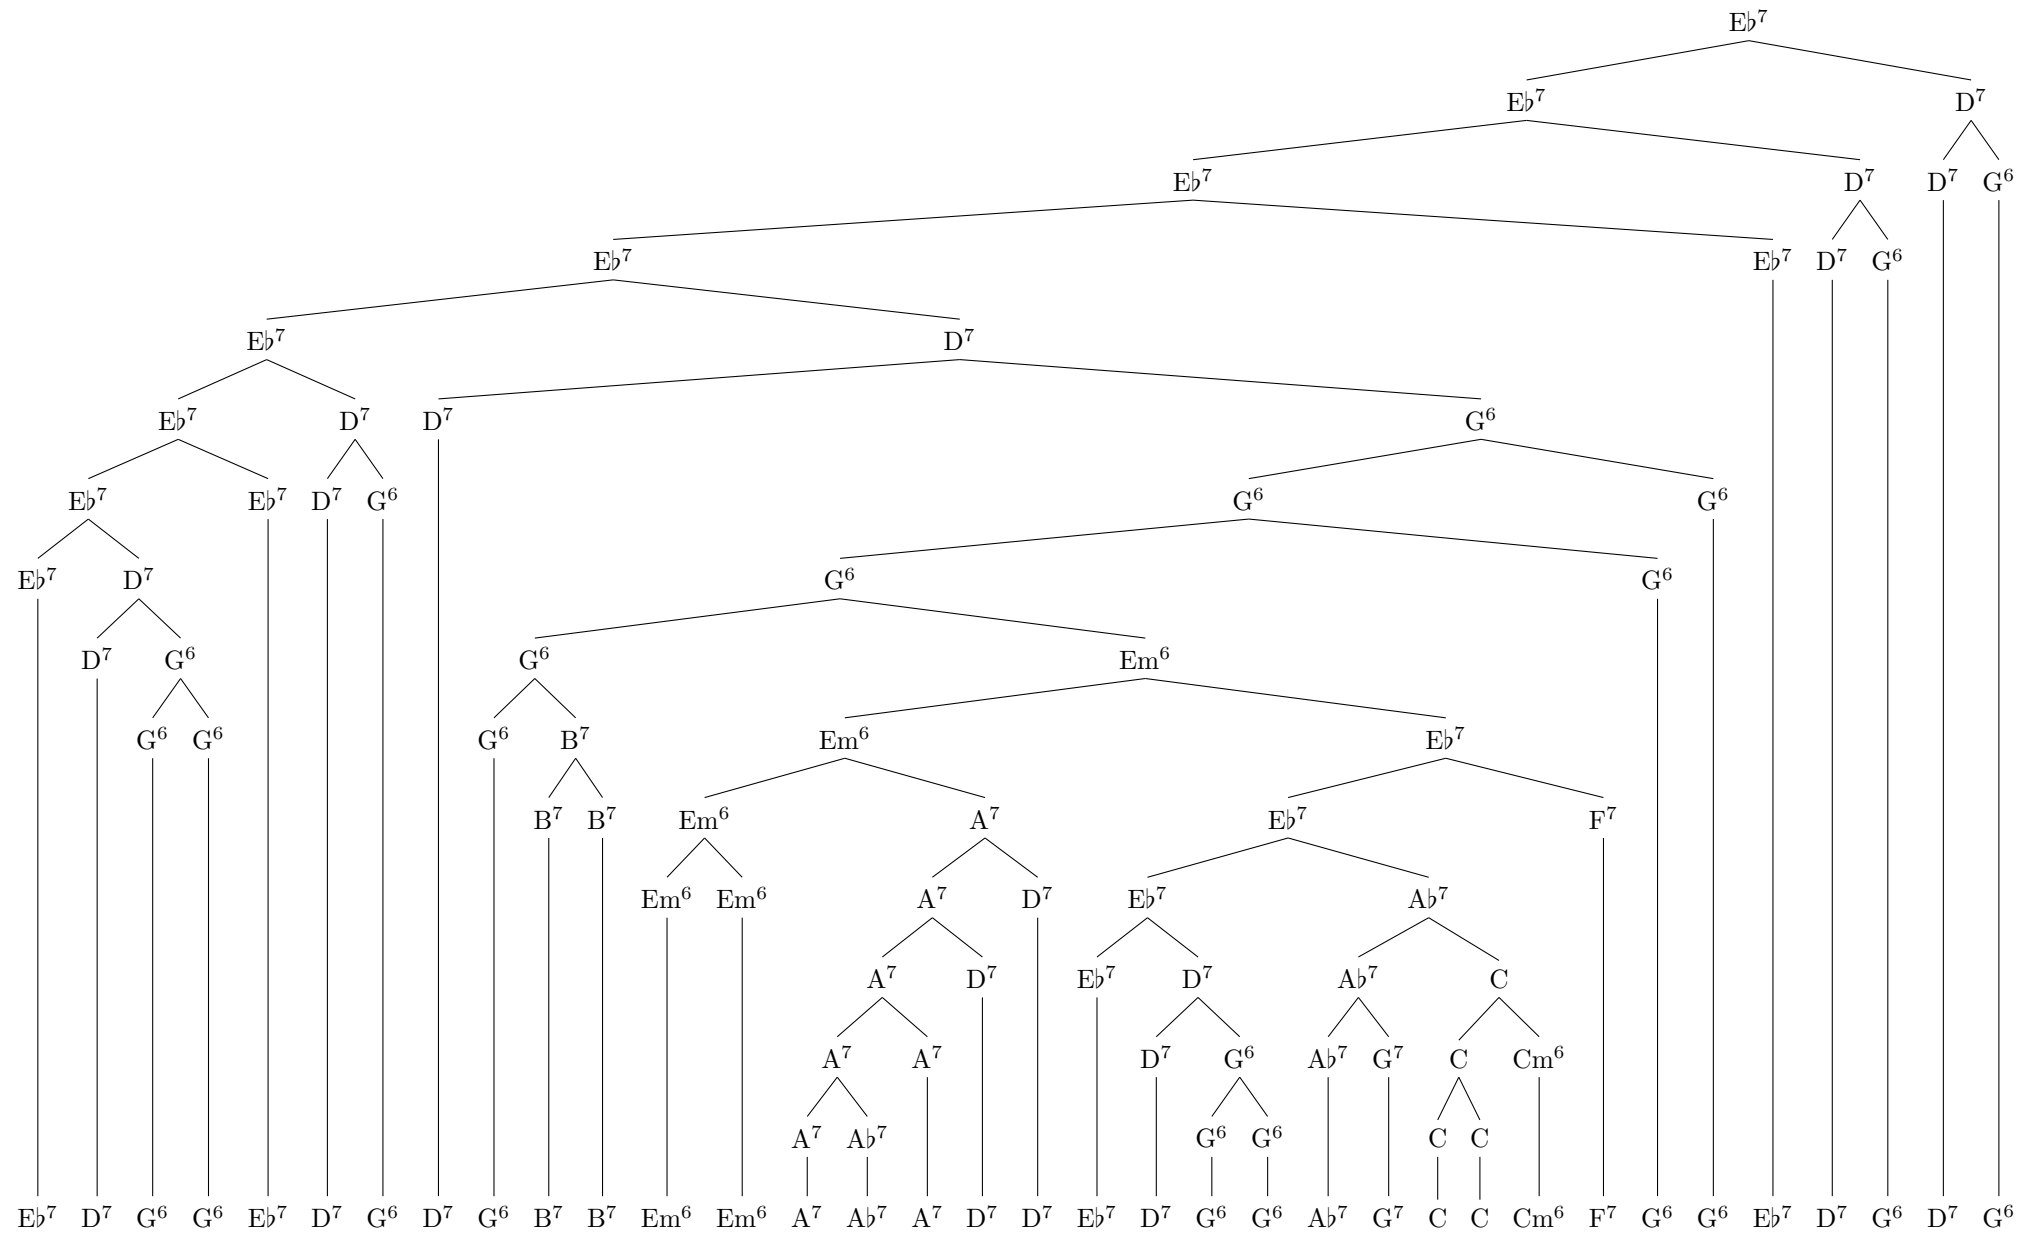 E♭⁷
E♭⁷ D⁷
E♭⁷ D⁷ D⁷ G⁶
E♭⁷ E♭⁷ D⁷ G⁶
E♭⁷ D⁷
E♭⁷ D⁷ D⁷ G⁶
E♭⁷ E♭⁷ D⁷ G⁶ G⁶ G⁶
E♭⁷ D⁷ G⁶ G⁶
D⁷ G⁶ G⁶ Em⁶
G⁶ G⁶ G⁶ B⁷ Em⁶ E♭⁷
B⁷ B⁷ Em⁶ A⁷ E♭⁷ F⁷
Em⁶ Em⁶ A⁷ D⁷ E♭⁷ A♭⁷
A⁷ D⁷ E♭⁷ D⁷ A♭⁷ C
A⁷ A⁷ D⁷ G⁶ A♭⁷ G⁷ C Cm⁶
A⁷ A♭⁷ G⁶ G⁶ C C
E♭⁷ D⁷ G⁶ G⁶ E♭⁷ D⁷ G⁶ D⁷ G⁶ B⁷ B⁷ Em⁶ Em⁶ A⁷ A♭⁷ A⁷ D⁷ D⁷ E♭⁷ D⁷ G⁶ G⁶ A♭⁷ G⁷ C C Cm⁶ F⁷ G⁶ G⁶ E♭⁷ D⁷ G⁶ D⁷ G⁶